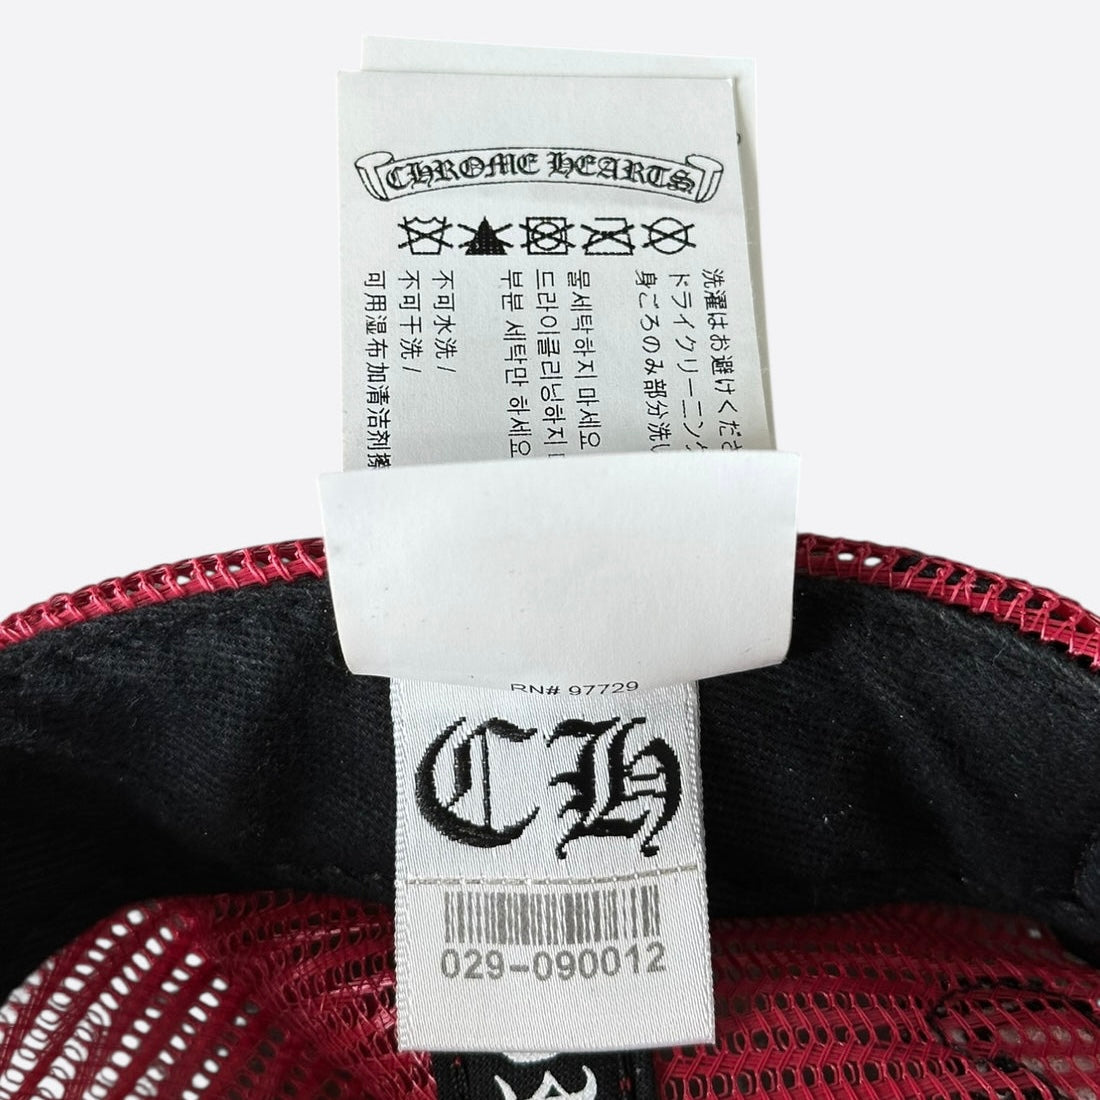 CHROME HEARTS
洗濯はお避けくださ
ドライクリーニング
身ごろのみ部分洗い
물세탁하지 마세요
드라이클리닝하지
부분 세탁만 하세요
不可水洗/
不可干洗/
可用湿布加清洁剂擦
RN# 97729
CH
029-090012